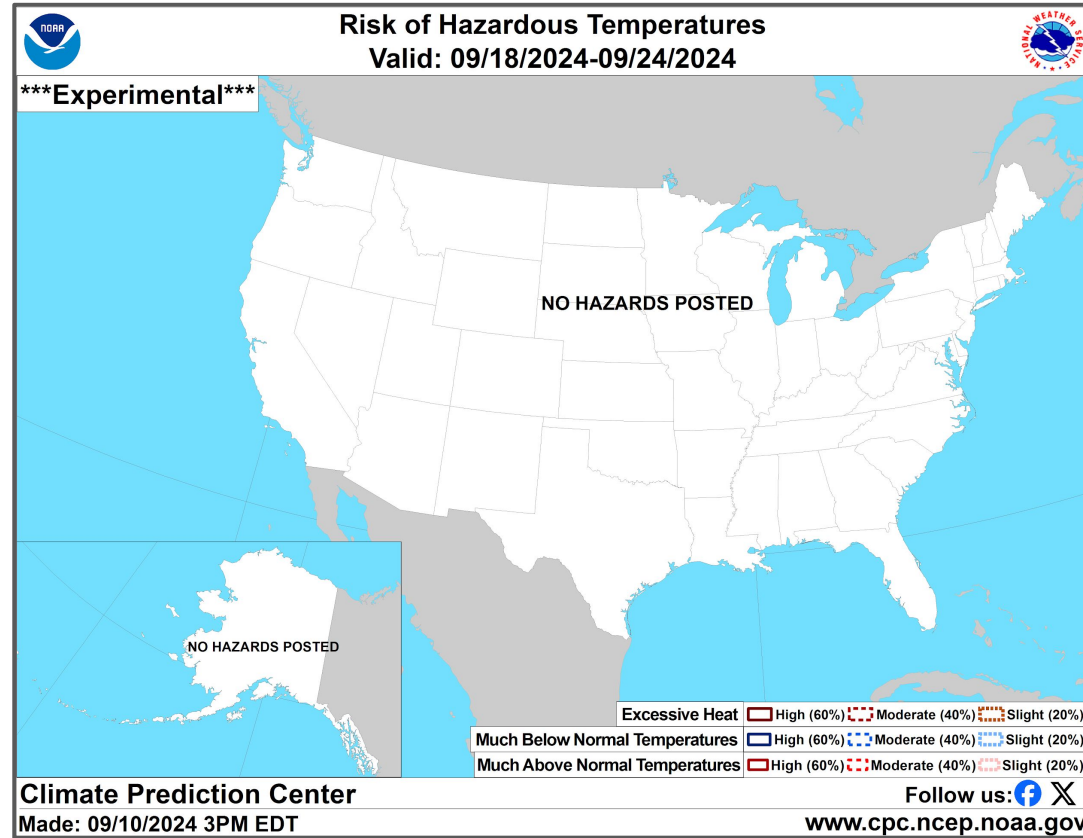 NOAA
Risk of Hazardous Temperatures
Valid: 09/18/2024-09/24/2024
NATIONAL WEATHER SERVICE
***Experimental***
NO HAZARDS POSTED
NO HAZARDS POSTED
Excessive Heat High (60%) Moderate (40%) Slight (20%)
Much Below Normal Temperatures High (60%) Moderate (40%) Slight (20%)
Much Above Normal Temperatures High (60%) Moderate (40%) Slight (20%)
Climate Prediction Center
Follow us:
Made: 09/10/2024 3PM EDT
www.cpc.ncep.noaa.gov